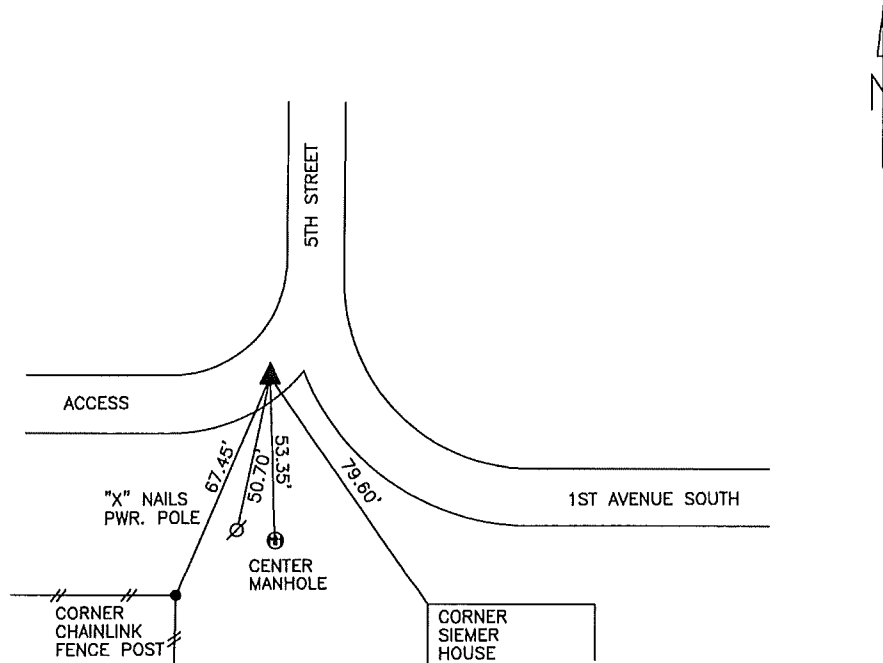 N
5TH STREET
ACCESS
67.45'
50.70'
53.35'
79.60'
"X" NAILS
PWR. POLE
1ST AVENUE SOUTH
CENTER
MANHOLE
CORNER
CHAINLINK
FENCE POST
CORNER
SIEMER
HOUSE